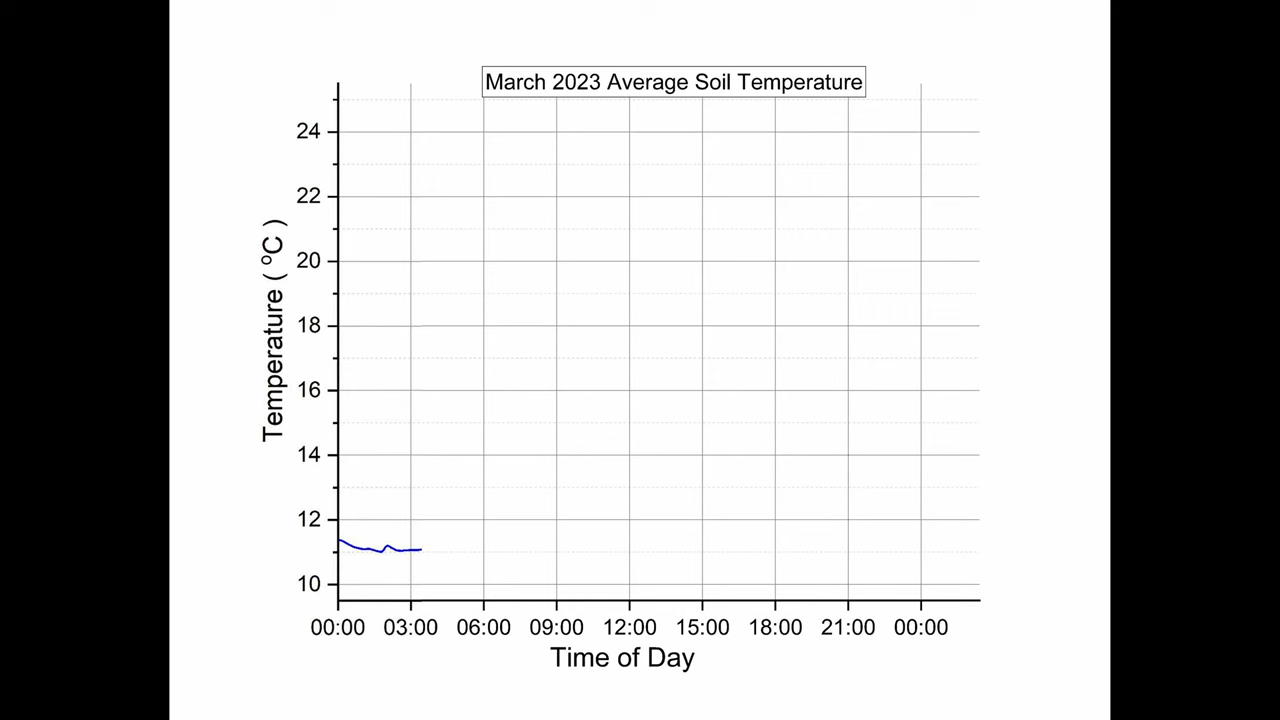 March 2023 Average Soil Temperature
24
22
20
18
16
14
12
10
Temperature ( ºC )
00:00 03:00 06:00 09:00 12:00 15:00 18:00 21:00 00:00
Time of Day